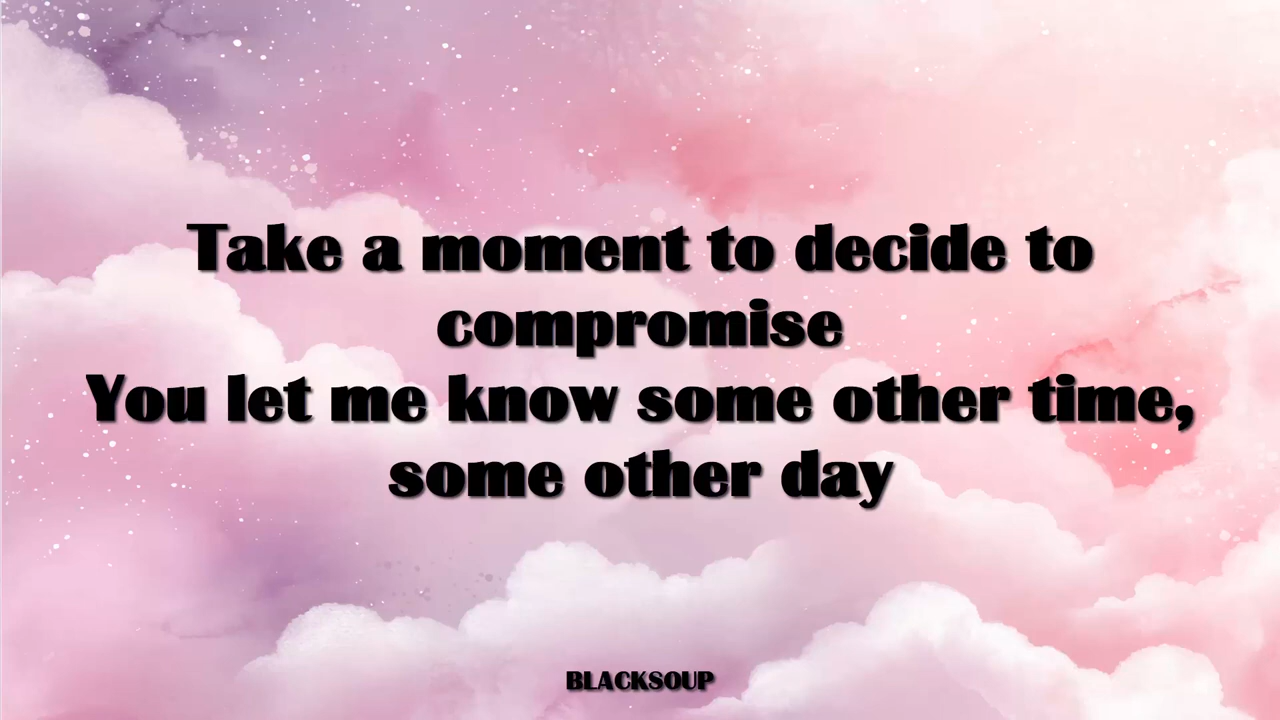 Take a moment to decide to
compromise
You let me know some other time,
some other day
BLACKSOUP